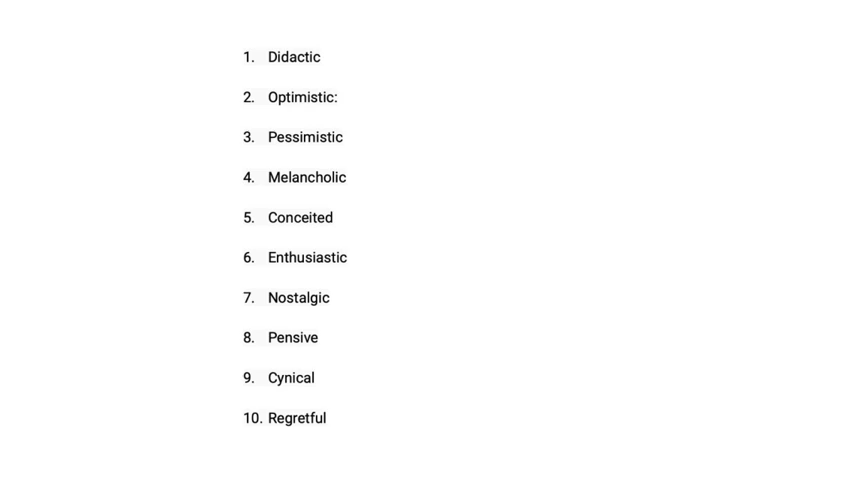 1. Didactic
2. Optimistic:
3. Pessimistic
4. Melancholic
5. Conceited
6. Enthusiastic
7. Nostalgic
8. Pensive
9. Cynical
10. Regretful